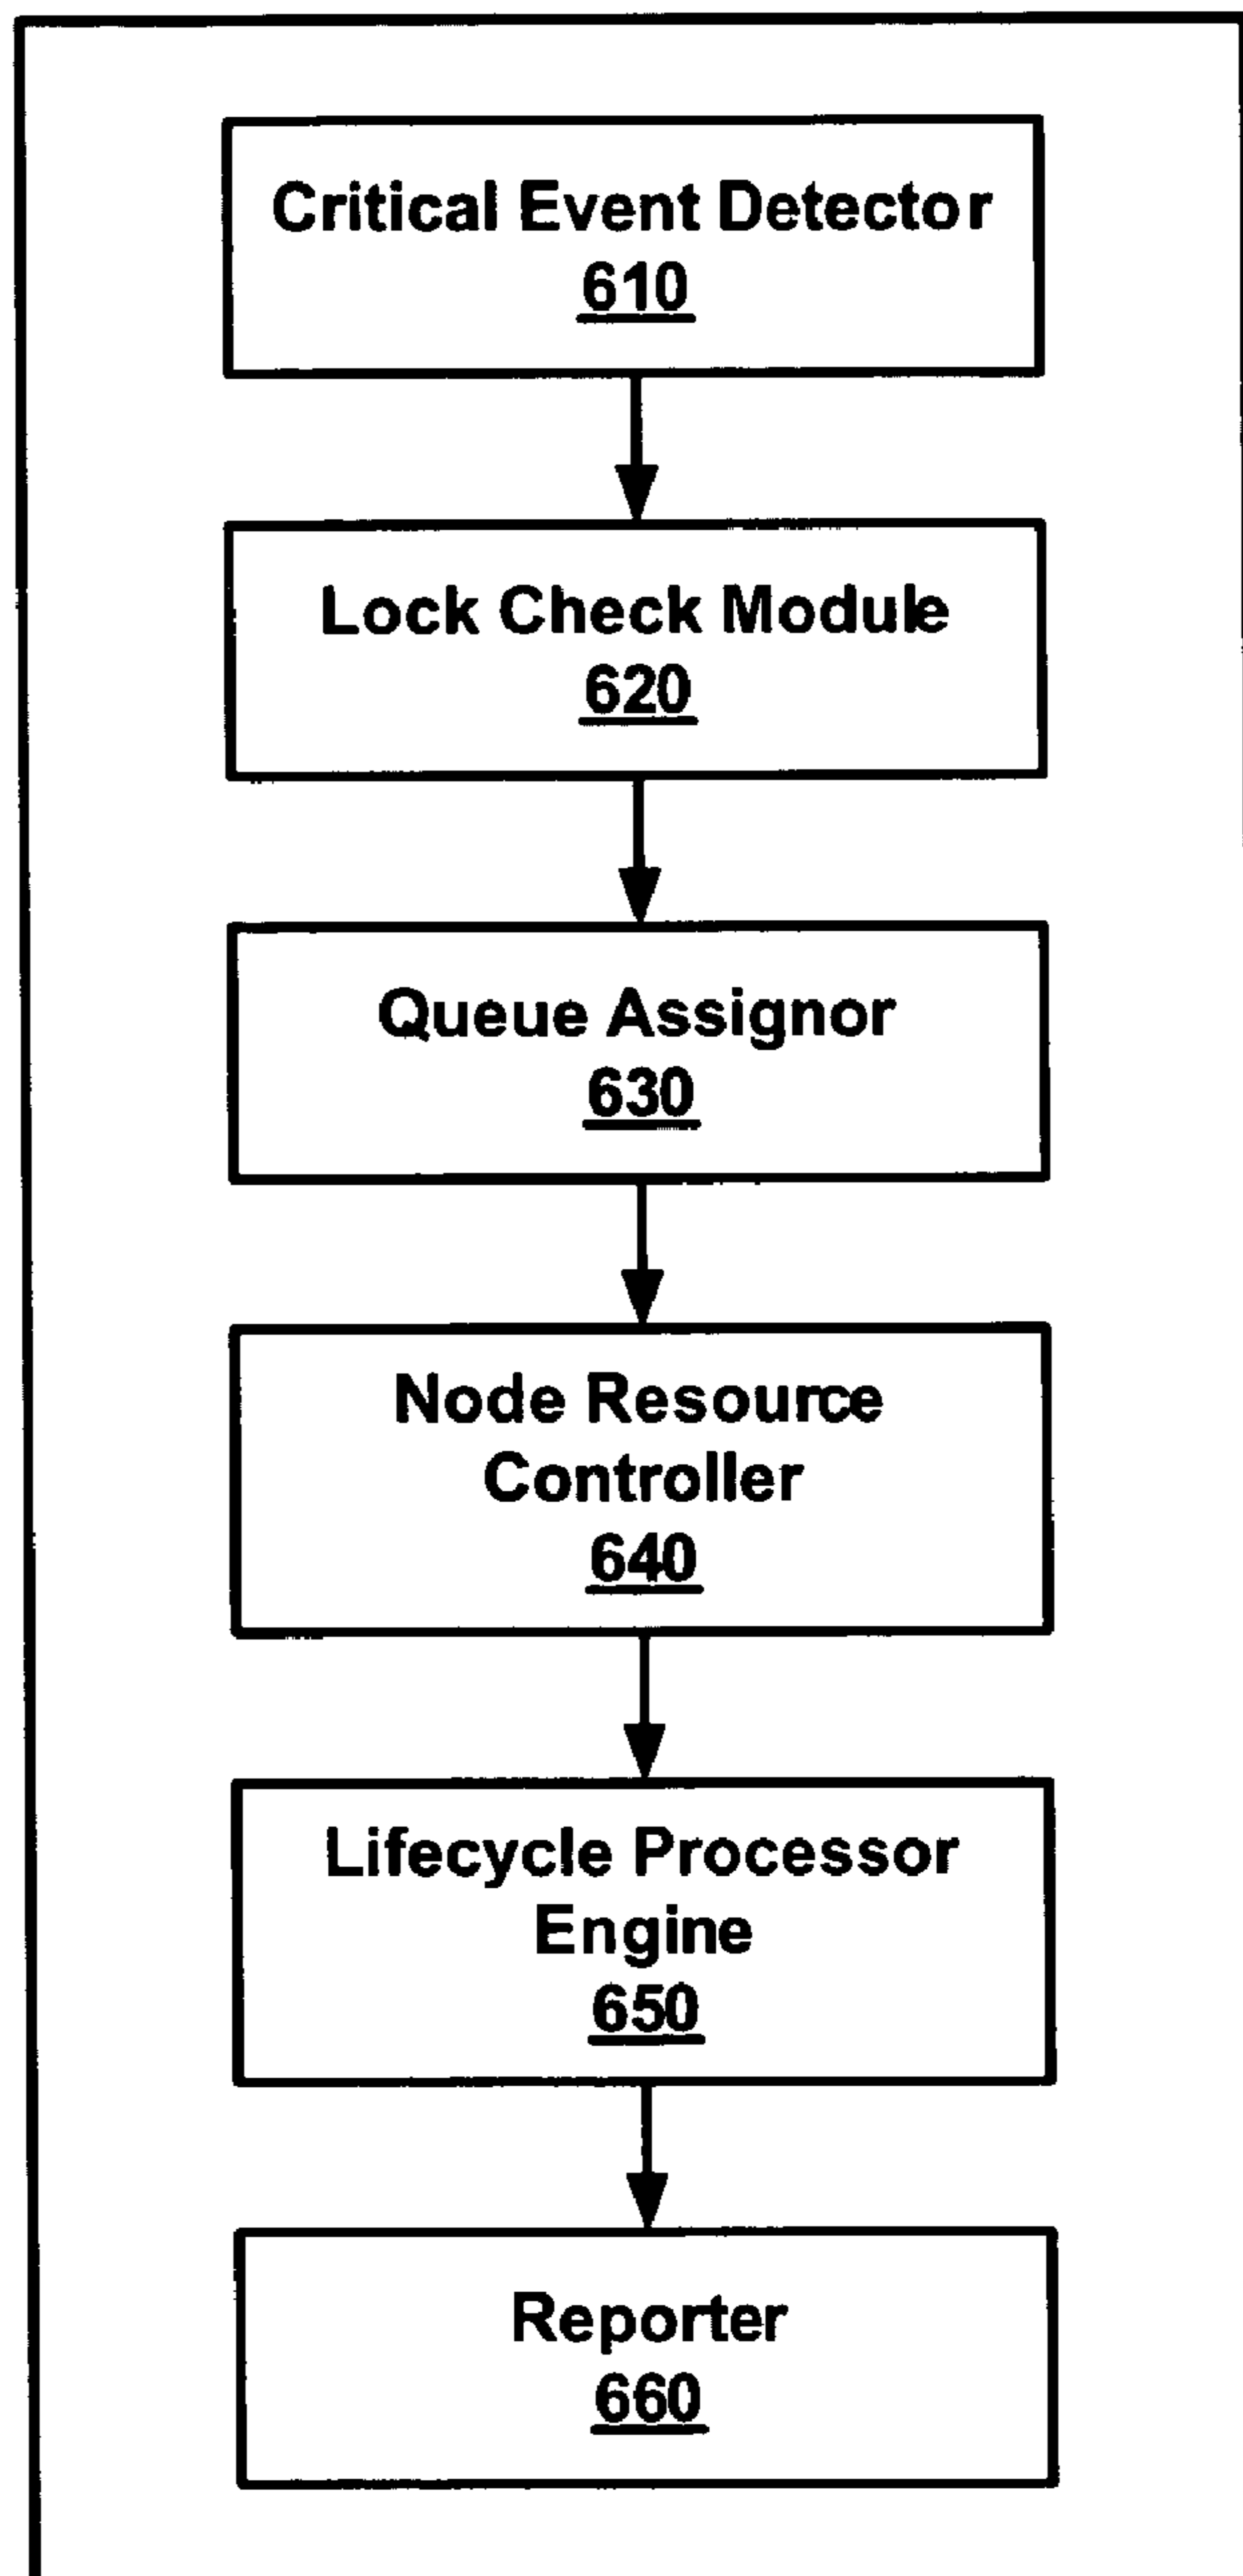 Critical Event Detector
610
Lock Check Module
620
Queue Assignor
630
Node Resource
Controller
640
Lifecycle Processor
Engine
650
Reporter
660